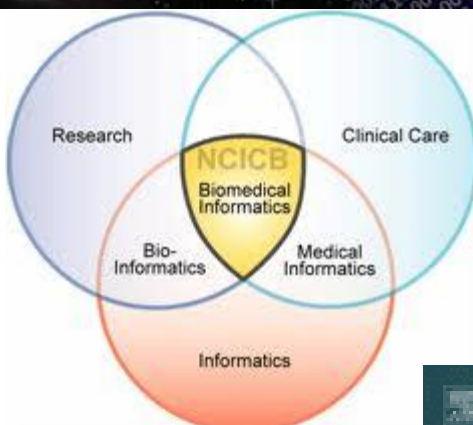 Research
Clinical Care
NCICB
Biomedical
Informatics
Bio-
Informatics
Medical
Informatics
Informatics